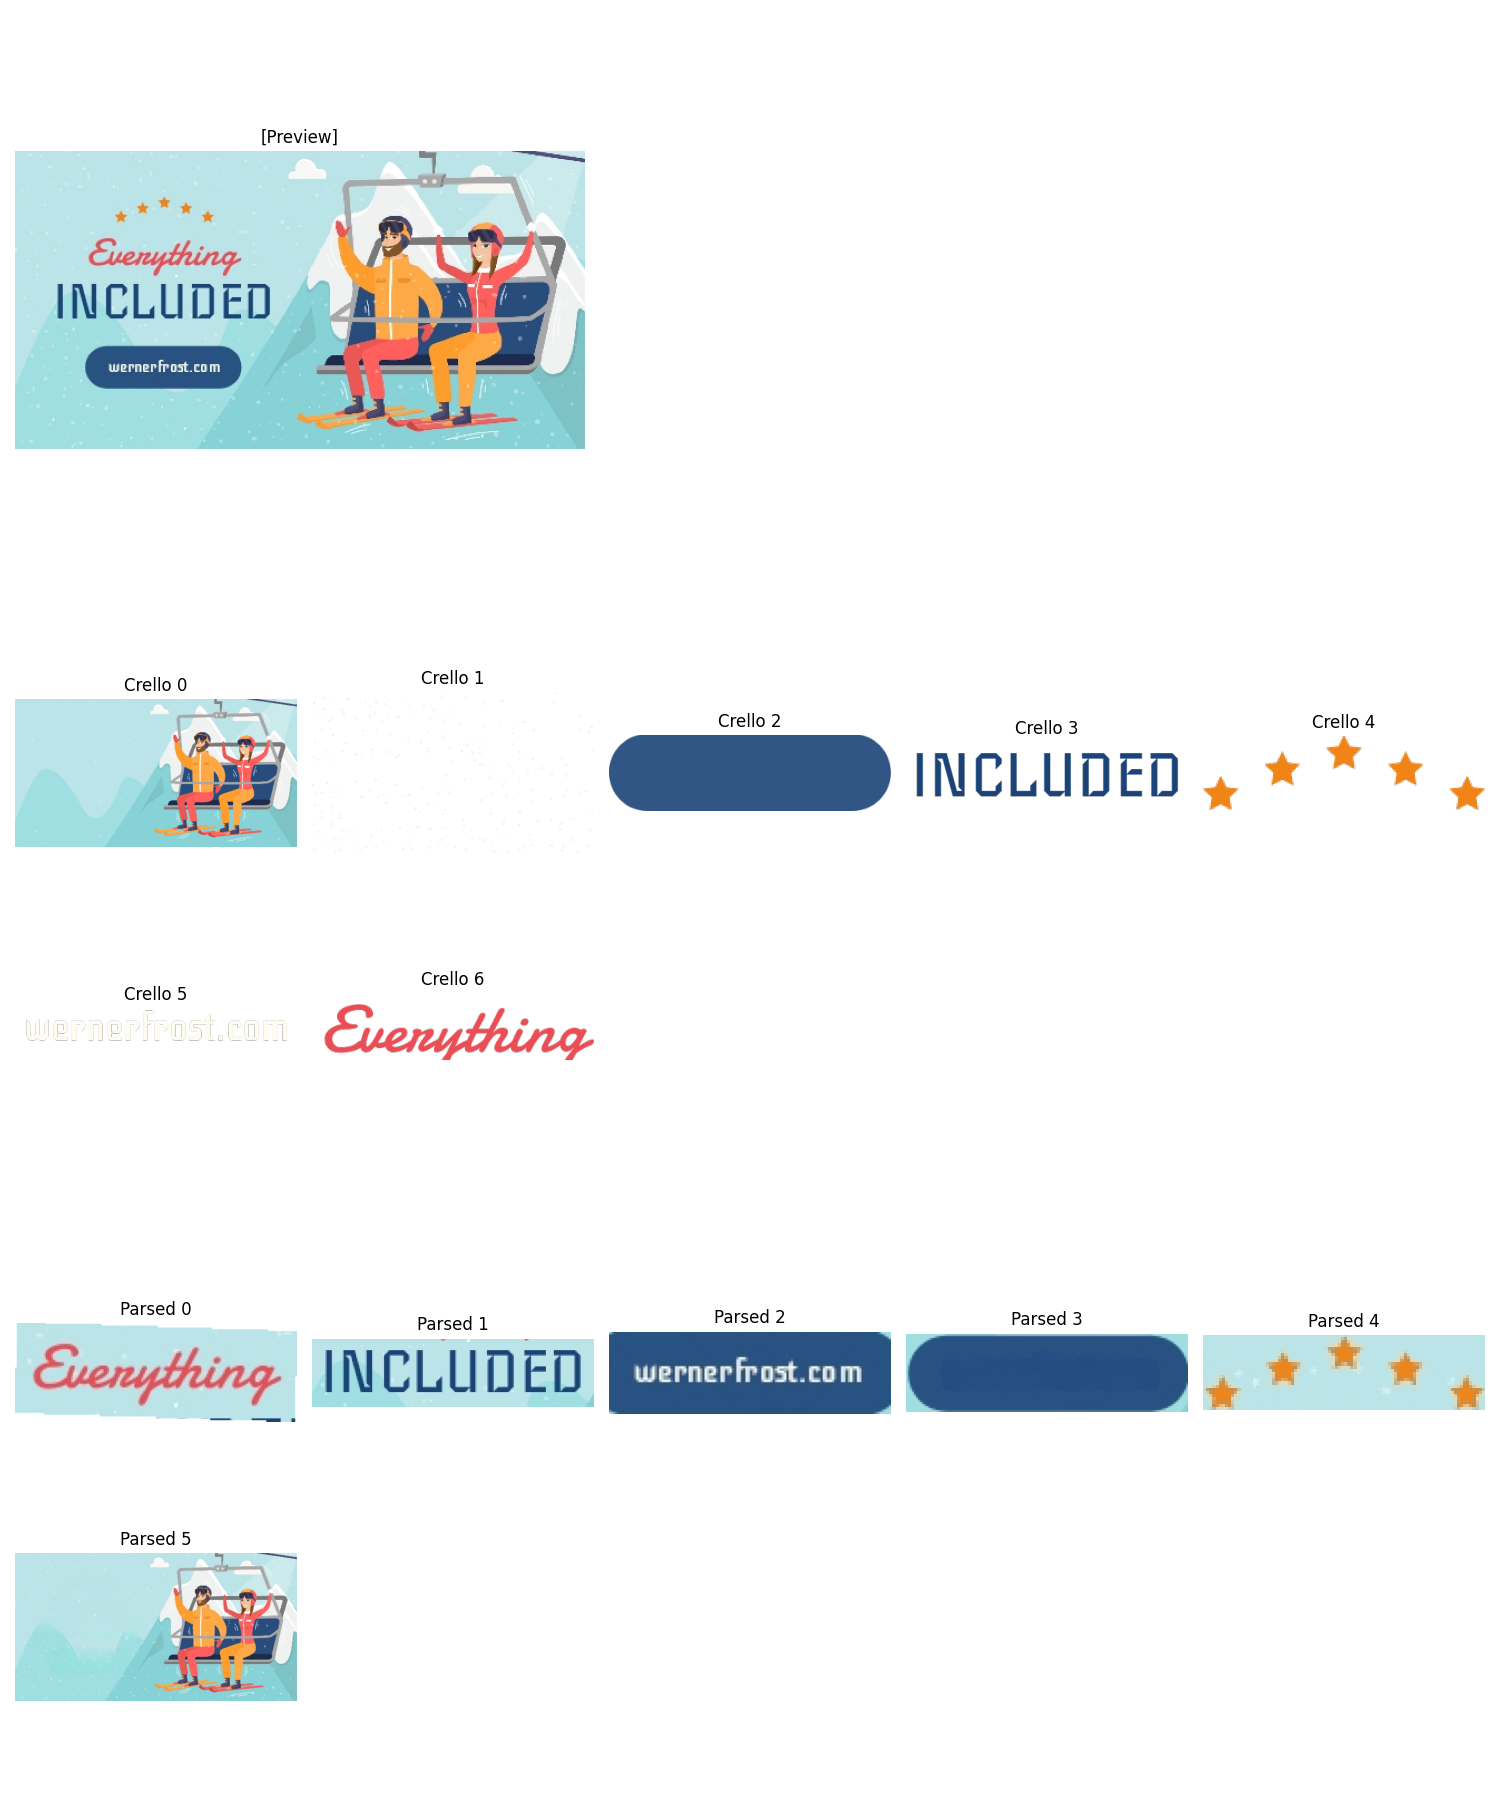 [Preview]
Everything
INCLUDED
wernerfrost.com
Crello 0
Crello 1
Crello 2
Crello 3
Crello 4
INCLUDED
Crello 5
Crello 6
wernerfrost.com
Everything
Parsed 0
Parsed 1
Parsed 2
Parsed 3
Parsed 4
Everything
INCLUDED
wernerfrost.com
Parsed 5